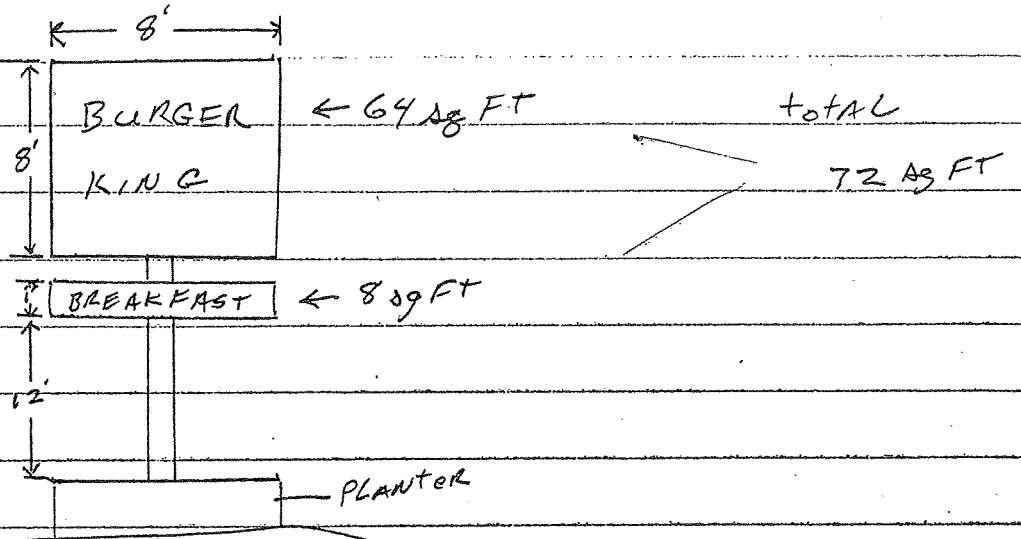 8'
BURGER ← 64 sq FT
KING
8'
totAL
72 sq FT
1'
BREAKFAST ← 8 sq FT
12'
PLANTER